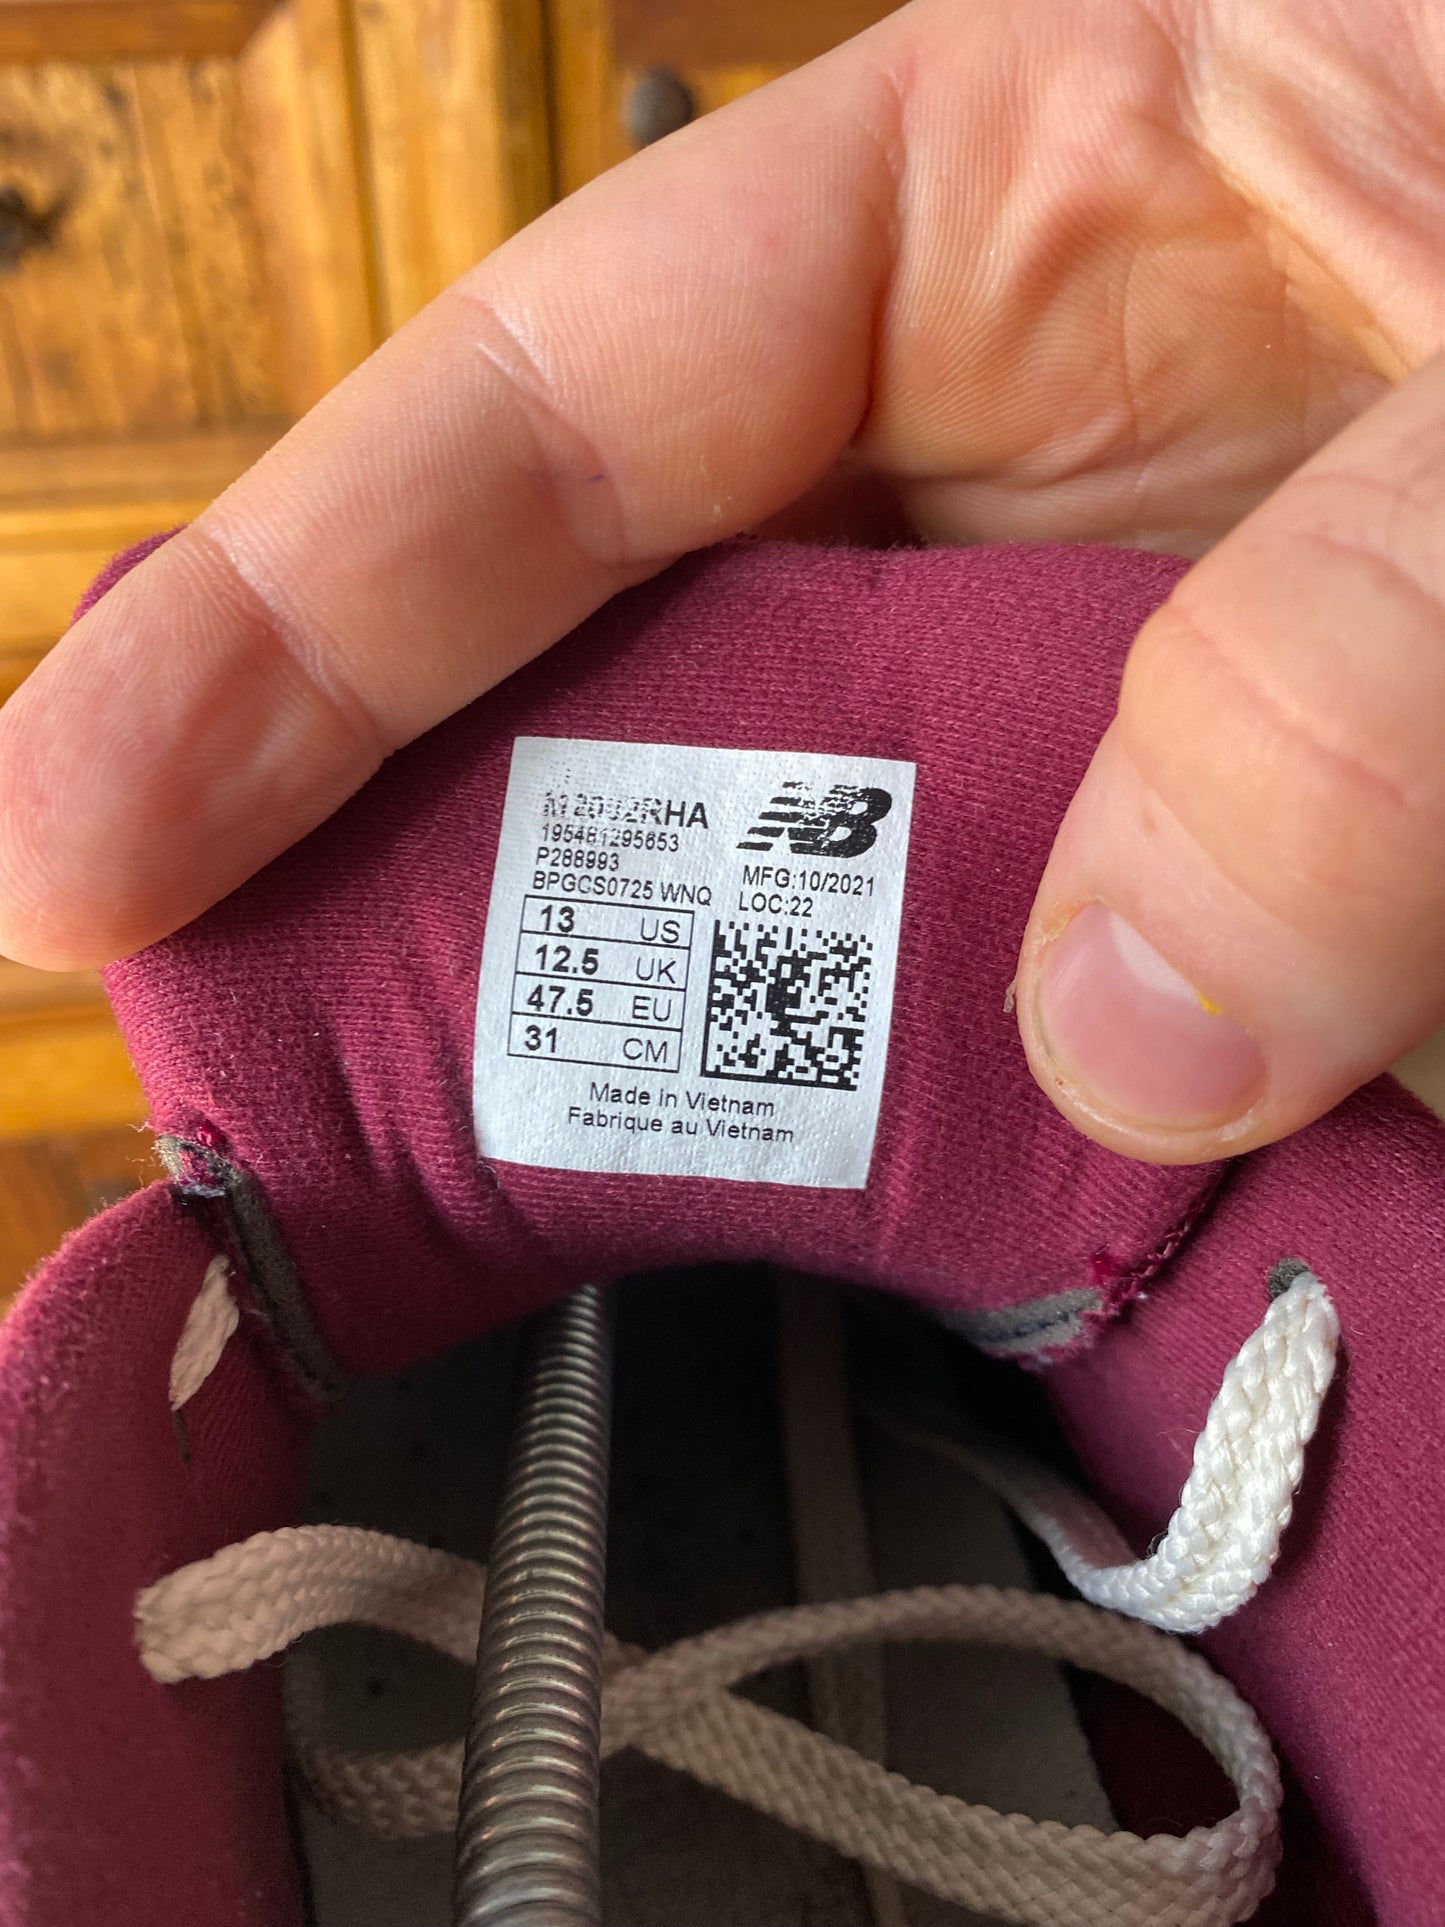 M2002RHA
195481295653
P288993
BPGCS0725 WNQ
NB
MFG:10/2021
LOC:22
13 US
12.5 UK
47.5 EU
31 CM
Made in Vietnam
Fabrique au Vietnam